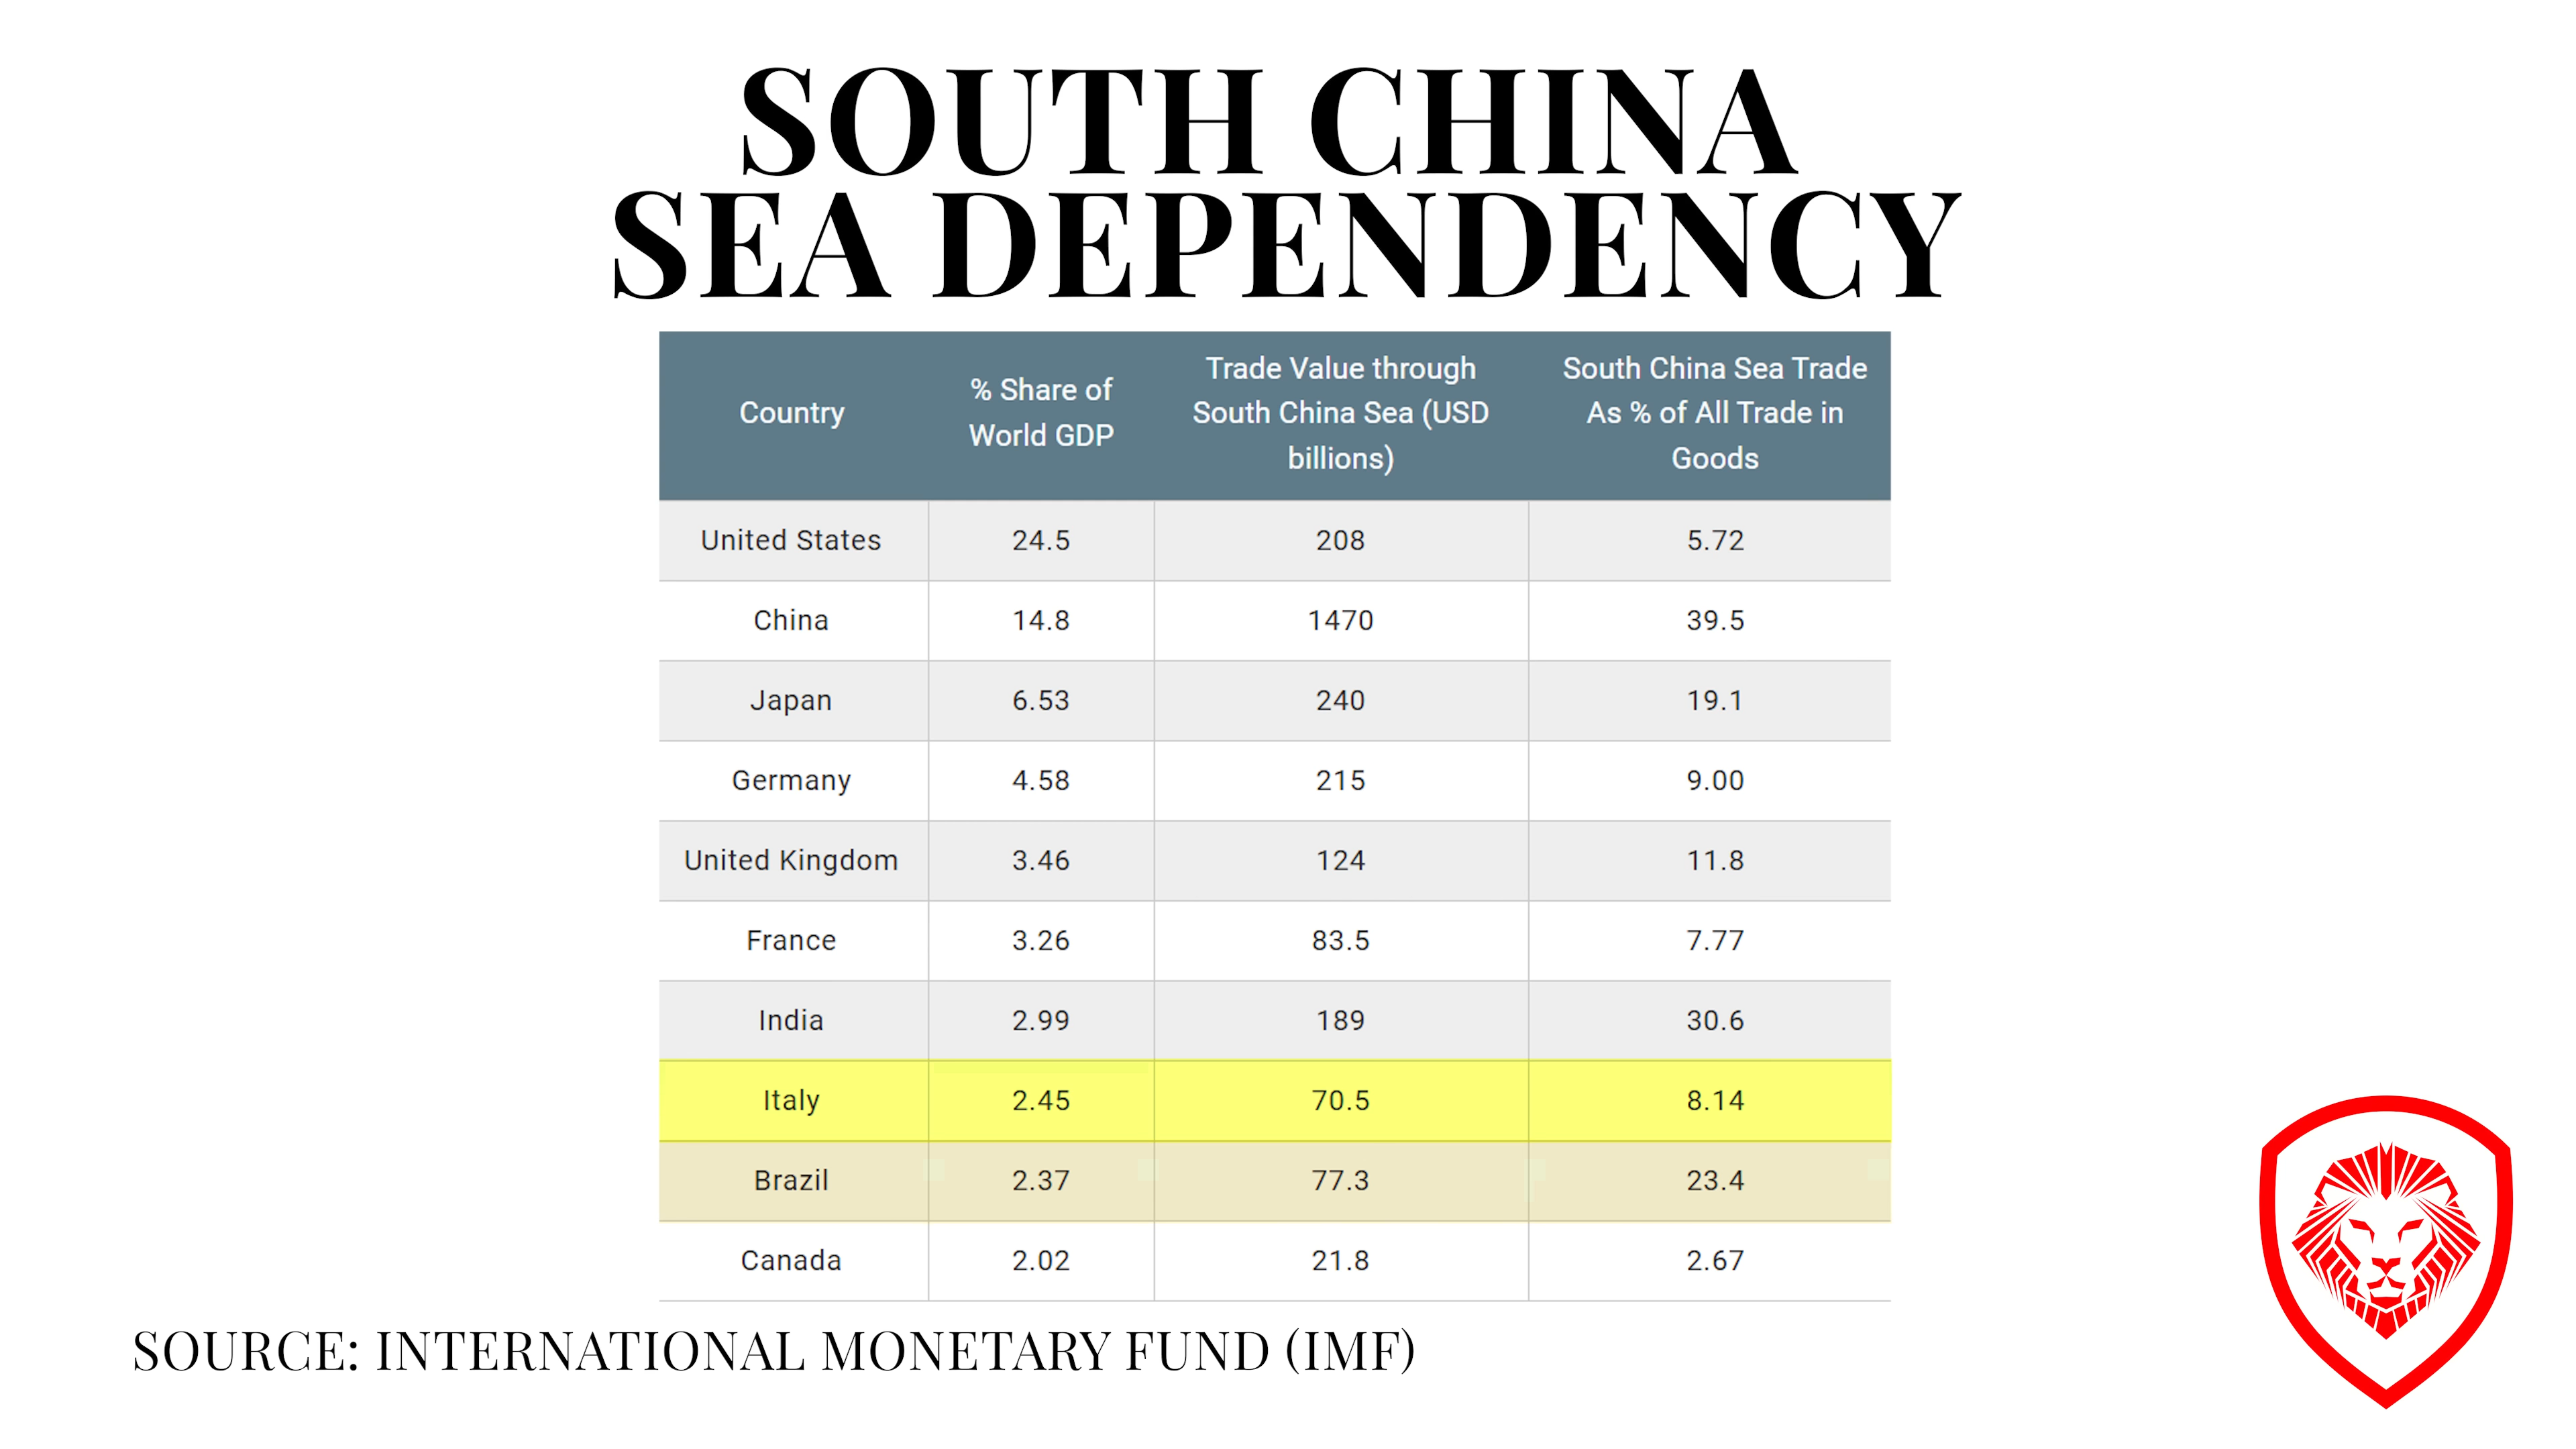 SOUTH CHINA
SEA DEPENDENCY
Country
% Share of
World GDP
Trade Value through
South China Sea (USD
billions)
South China Sea Trade
As % of All Trade in
Goods
United States 24.5 208 5.72
China 14.8 1470 39.5
Japan 6.53 240 19.1
Germany 4.58 215 9.00
United Kingdom 3.46 124 11.8
France 3.26 83.5 7.77
India 2.99 189 30.6
Italy 2.45 70.5 8.14
Brazil 2.37 77.3 23.4
Canada 2.02 21.8 2.67
SOURCE: INTERNATIONAL MONETARY FUND (IMF)